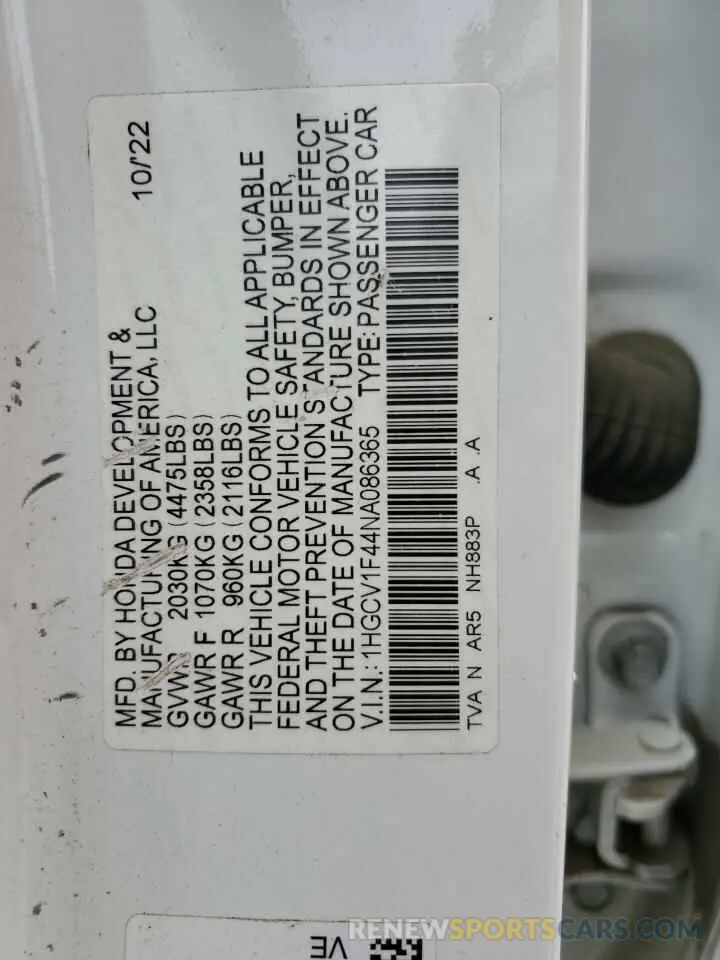 MFD. BY HONDA DEVELOPMENT &
MANUFACTURING OF AMERICA, LLC 10/'22
GVWR 2030KG (4475LBS)
GAWR F 1070KG (2358LBS)
GAWR R 960KG (2116LBS)
THIS VEHICLE CONFORMS TO ALL APPLICABLE
FEDERAL MOTOR VEHICLE SAFETY, BUMPER,
AND THEFT PREVENTION STANDARDS IN EFFECT
ON THE DATE OF MANUFACTURE SHOWN ABOVE.
V.I.N.: 1HGCV1F44NA086365 TYPE: PASSENGER CAR
TVA N AR5 NH883P .A .A
VE
RENEWSPORTSCARS.COM